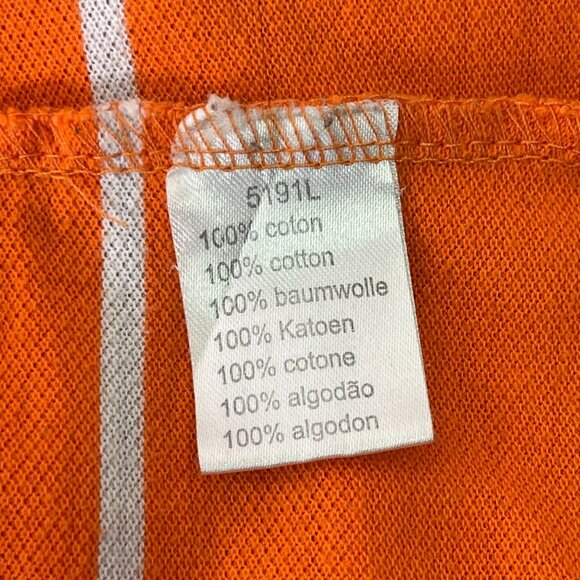 5191L
100% coton
100% cotton
100% baumwolle
100% Katoen
100% cotone
100% algodão
100% algodon